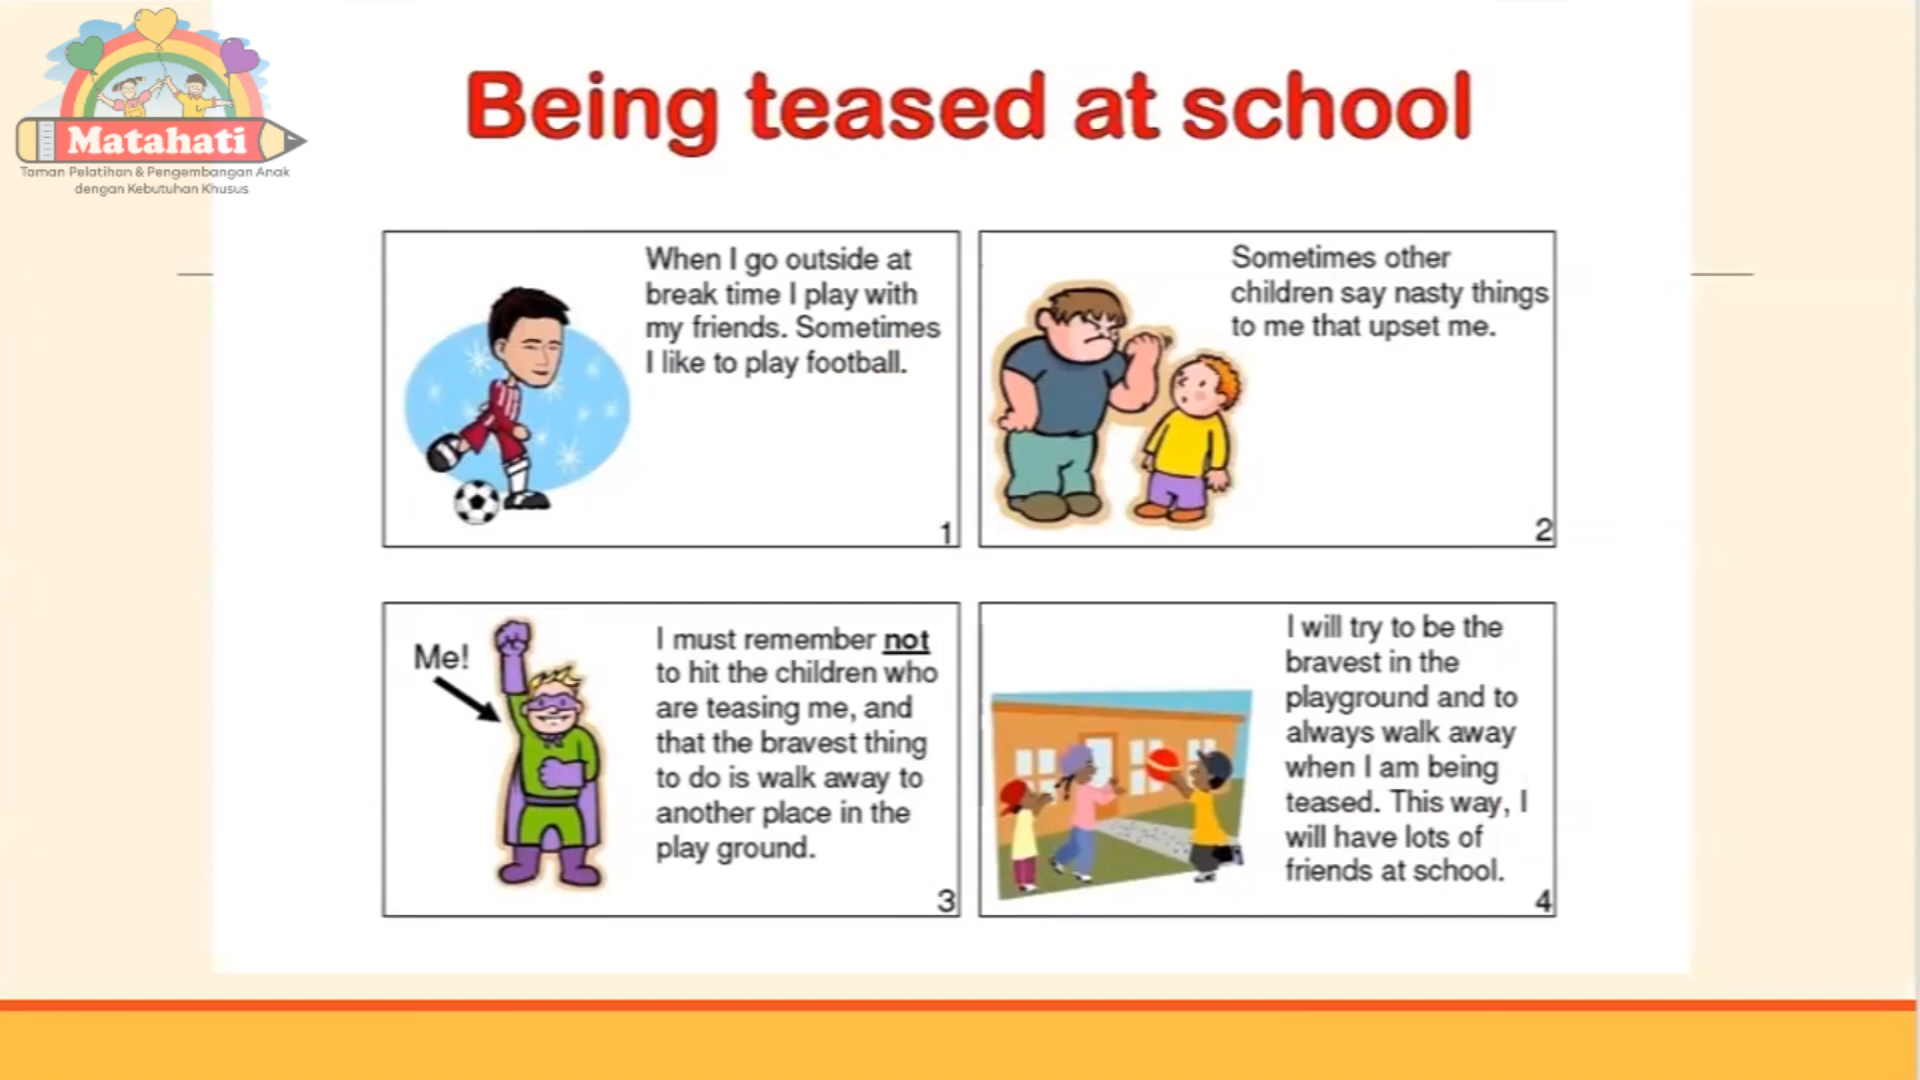 Matahati
Taman Pelatihan & Pengembangan Anak
dengan Kebutuhan Khusus
Being teased at school
When I go outside at
break time I play with
my friends. Sometimes
I like to play football.
1
Sometimes other
children say nasty things
to me that upset me.
2
Me!
I must remember not
to hit the children who
are teasing me, and
that the bravest thing
to do is walk away to
another place in the
play ground.
3
I will try to be the
bravest in the
playground and to
always walk away
when I am being
teased. This way, I
will have lots of
friends at school.
4